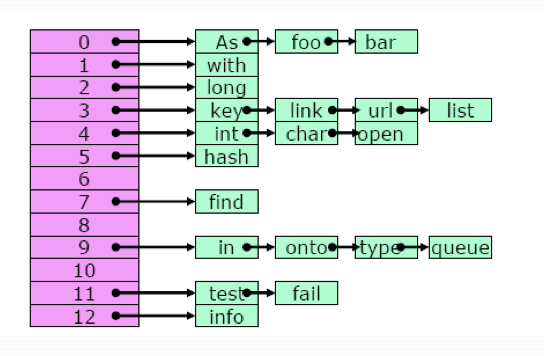 0 As foo bar
1 with
2 long
3 key link url list
4 int char open
5 hash
6
7 find
8
9 in onto type queue
10
11 test fail
12 info